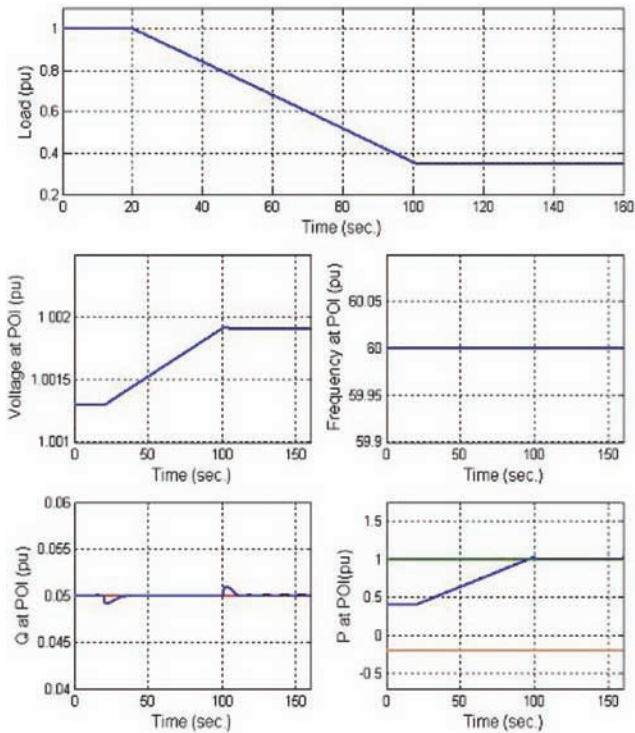 1
0.8
0.6
0.4
0.2
Load (pu)
0 20 40 60 80 100 120 140 160
Time (sec.)
1.002
1.0015
1.001
Voltage at POI (pu)
0 50 100 150
Time (sec.)
60.05
60
59.95
59.9
Frequency at POI (pu)
0 50 100 150
Time (sec.)
0.06
0.055
0.05
0.045
0.04
Q at POI (pu)
0 50 100 150
Time (sec.)
1.5
1
0.5
0
-0.5
P at POI(pu)
0 50 100 150
Time (sec.)